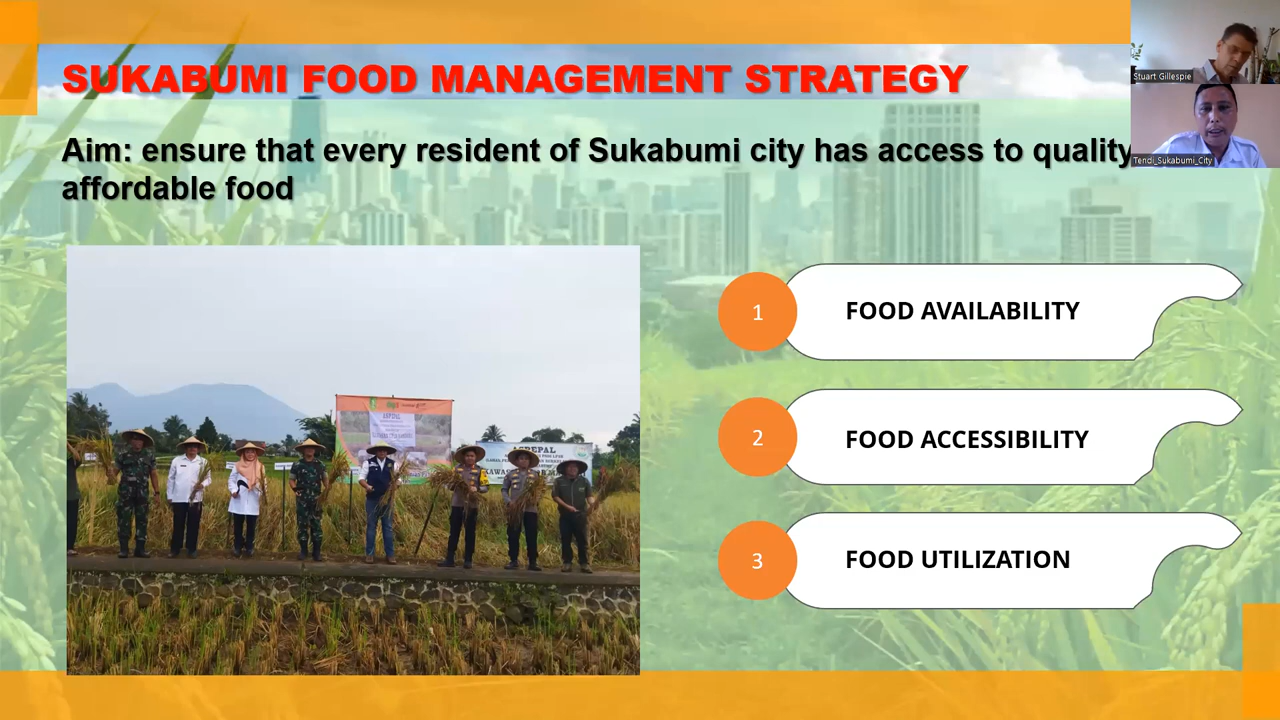 SUKABUMI FOOD MANAGEMENT STRATEGY
Stuart Gillespie
Aim: ensure that every resident of Sukabumi city has access to quality
affordable food
Tendi_Sukabumi_City
1 FOOD AVAILABILITY
2 FOOD ACCESSIBILITY
3 FOOD UTILIZATION